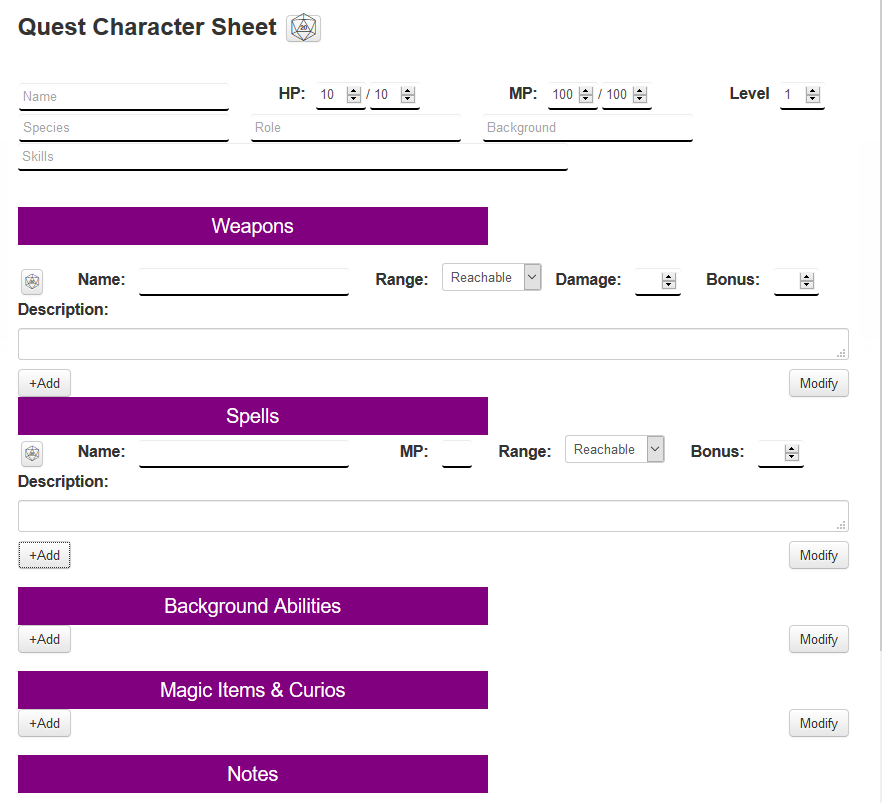 Quest Character Sheet 20
Name HP: 10 / 10 MP: 100 / 100 Level 1
Species Role Background
Skills
Weapons
Name: Range: Reachable Damage: Bonus:
Description:
+Add Modify
Spells
Name: MP: Range: Reachable Bonus:
Description:
+Add Modify
Background Abilities
+Add Modify
Magic Items & Curios
+Add Modify
Notes